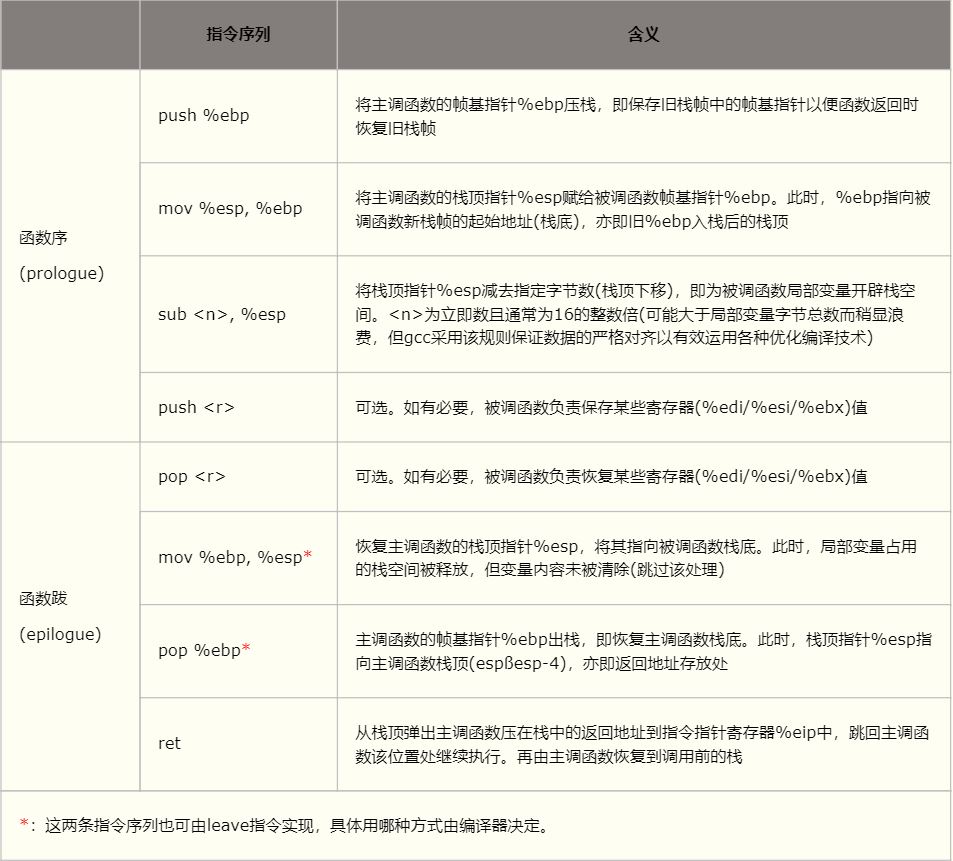 指令序列
含义
函数序
(prologue)
push %ebp
将主调函数的帧基指针%ebp压栈，即保存旧栈帧中的帧基指针以便函数返回时
恢复旧栈帧
mov %esp, %ebp
将主调函数的栈顶指针%esp赋给被调函数帧基指针%ebp。此时，%ebp指向被
调函数新栈帧的起始地址(栈底)，亦即旧%ebp入栈后的栈顶
sub <n>, %esp
将栈顶指针%esp减去指定字节数(栈顶下移)，即为被调函数局部变量开辟栈空
间。<n>为立即数且通常为16的整数倍(可能大于局部变量字节总数而稍显浪
费，但gcc采用该规则保证数据的严格对齐以有效运用各种优化编译技术)
push <r>
可选。如有必要，被调函数负责保存某些寄存器(%edi/%esi/%ebx)值
函数跋
(epilogue)
pop <r>
可选。如有必要，被调函数负责恢复某些寄存器(%edi/%esi/%ebx)值
mov %ebp, %esp*
恢复主调函数的栈顶指针%esp，将其指向被调函数栈底。此时，局部变量占用
的栈空间被释放，但变量内容未被清除(跳过该处理)
pop %ebp*
主调函数的帧基指针%ebp出栈，即恢复主调函数栈底。此时，栈顶指针%esp指
向主调函数栈顶(espßesp-4)，亦即返回地址存放处
ret
从栈顶弹出主调函数压在栈中的返回地址到指令指针寄存器%eip中，跳回主调函
数该位置处继续执行。再由主调函数恢复到调用前的栈
*：这两条指令序列也可由leave指令实现，具体用哪种方式由编译器决定。